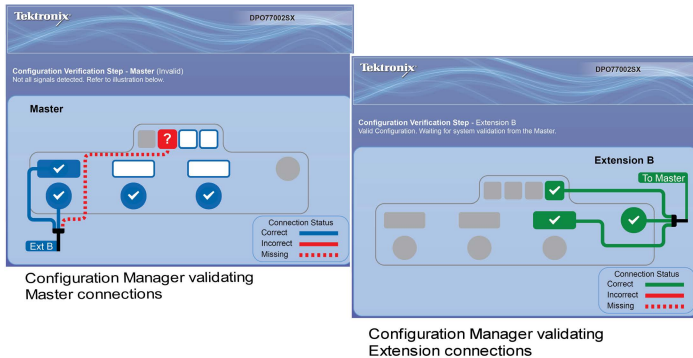 Tektronix
DPO77002SX
Configuration Verification Step - Master (Invalid)
Not all signals detected. Refer to illustration below.
Master
?
Ext B
Connection Status
Correct
Incorrect
Missing
Configuration Manager validating
Master connections
Tektronix
DPO77002SX
Configuration Verification Step - Extension B
Valid Configuration. Waiting for system validation from the Master.
Extension B
To Master
Connection Status
Correct
Incorrect
Missing
Configuration Manager validating
Extension connections